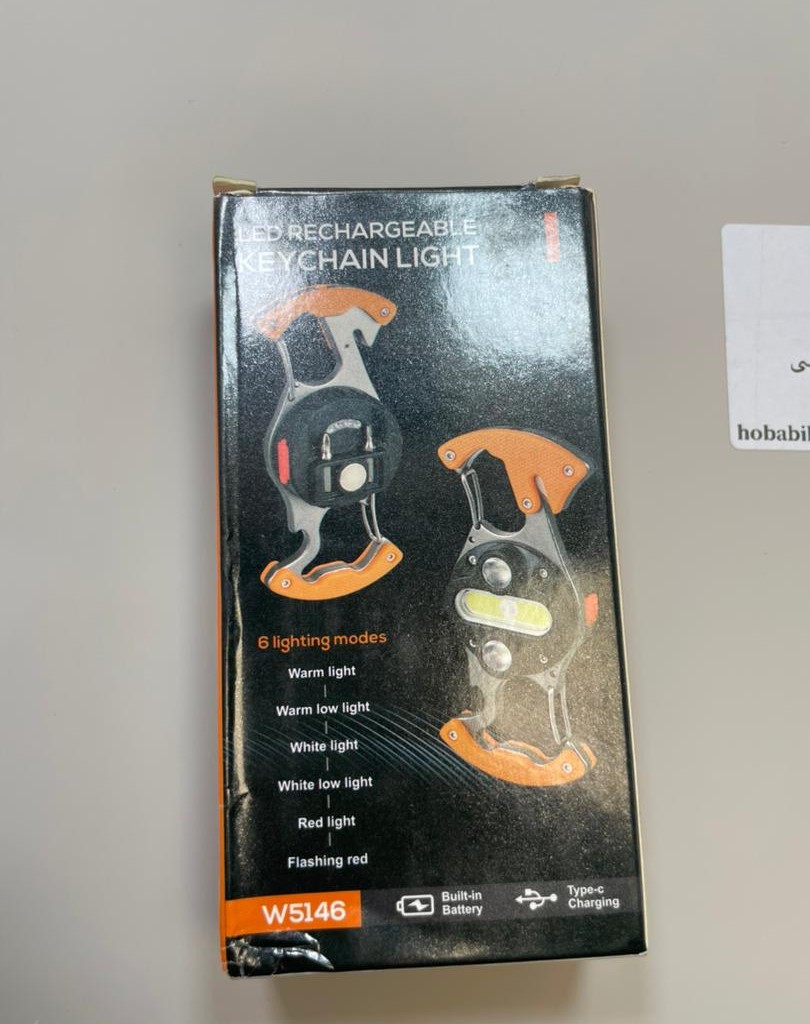 LED RECHARGEABLE
KEYCHAIN LIGHT
6 lighting modes
Warm light
Warm low light
White light
White low light
Red light
Flashing red
W5146
Built-in
Battery
Type-c
Charging